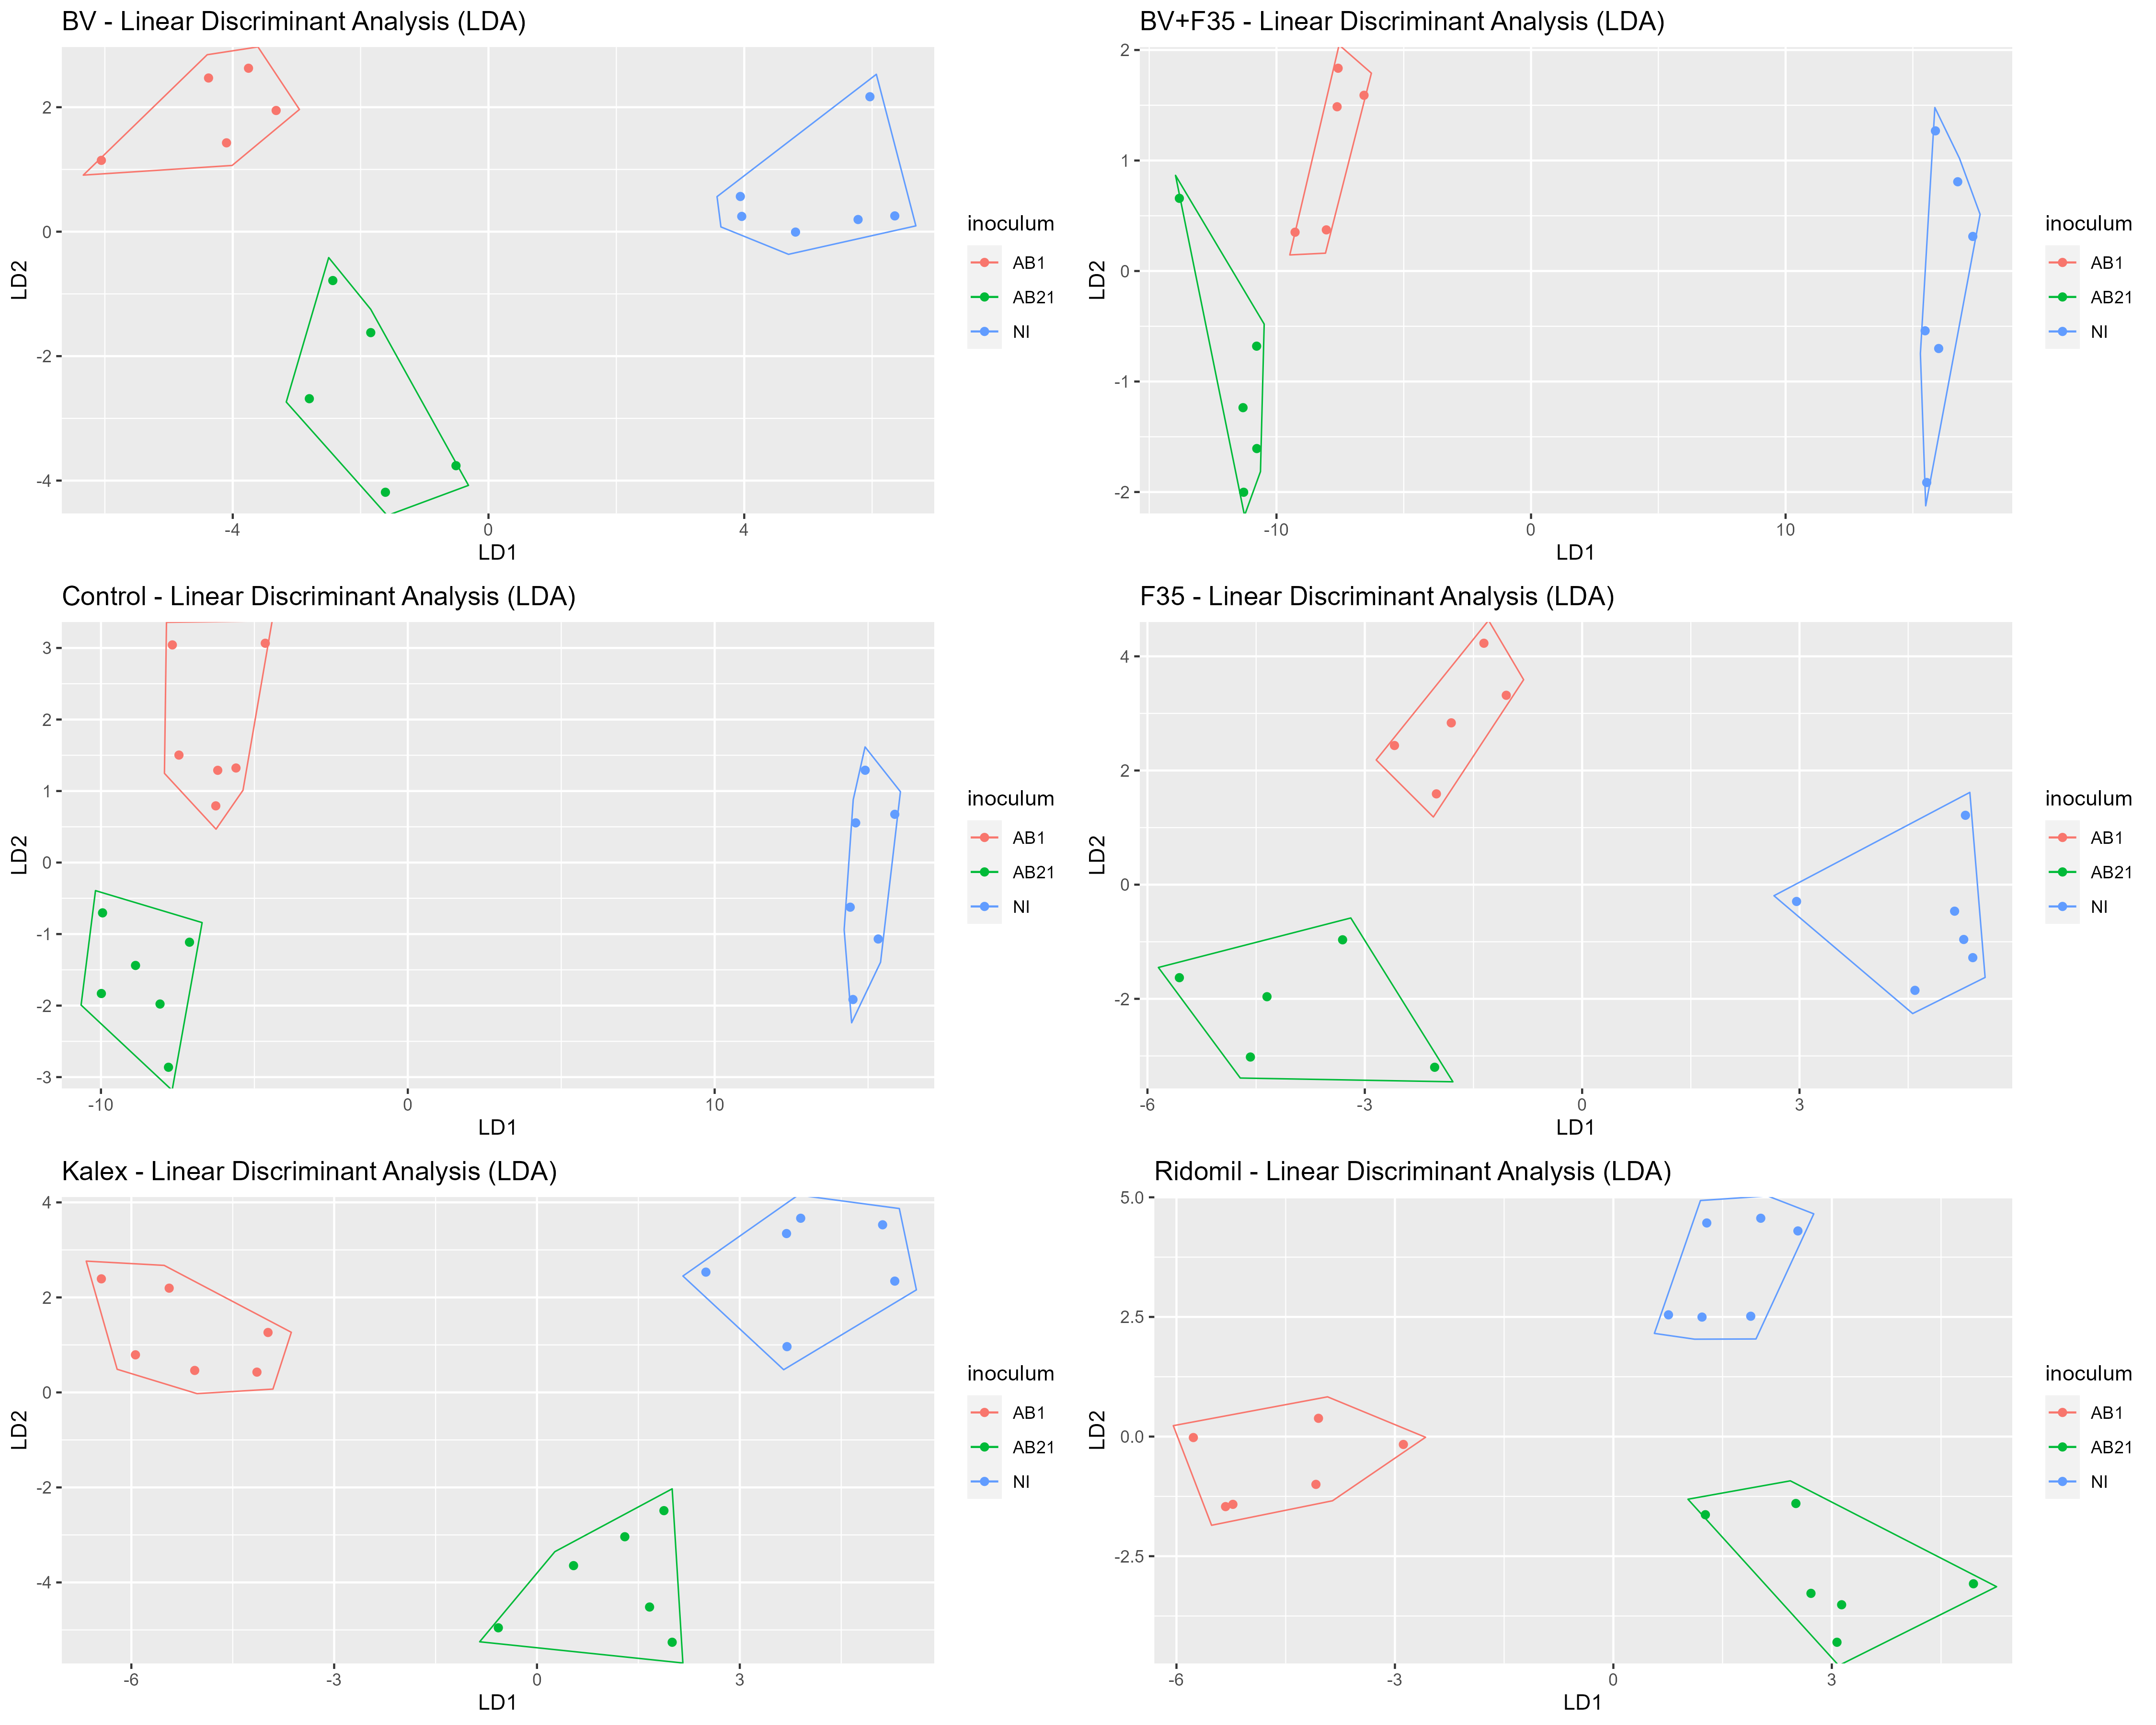 BV - Linear Discriminant Analysis (LDA)
LD2
2
0
-2
-4
-4
0
4
LD1
inoculum
AB1
AB21
NI
BV+F35 - Linear Discriminant Analysis (LDA)
LD2
2
1
0
-1
-2
-10
0
10
LD1
inoculum
AB1
AB21
NI
Control - Linear Discriminant Analysis (LDA)
LD2
3
2
1
0
-1
-2
-3
-10
0
10
LD1
inoculum
AB1
AB21
NI
F35 - Linear Discriminant Analysis (LDA)
LD2
4
2
0
-2
-6
-3
0
3
LD1
inoculum
AB1
AB21
NI
Kalex - Linear Discriminant Analysis (LDA)
LD2
4
2
0
-2
-4
-6
-3
0
3
LD1
inoculum
AB1
AB21
NI
Ridomil - Linear Discriminant Analysis (LDA)
LD2
5.0
2.5
0.0
-2.5
-6
-3
0
3
LD1
inoculum
AB1
AB21
NI